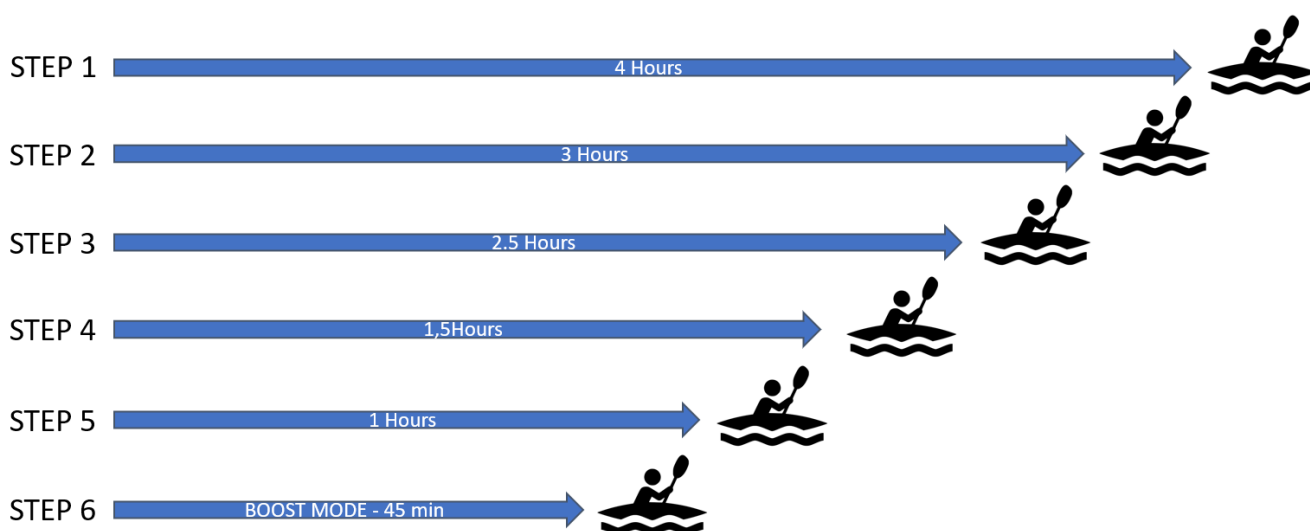 STEP 1 4 Hours
STEP 2 3 Hours
STEP 3 2.5 Hours
STEP 4 1,5Hours
STEP 5 1 Hours
STEP 6 BOOST MODE - 45 min